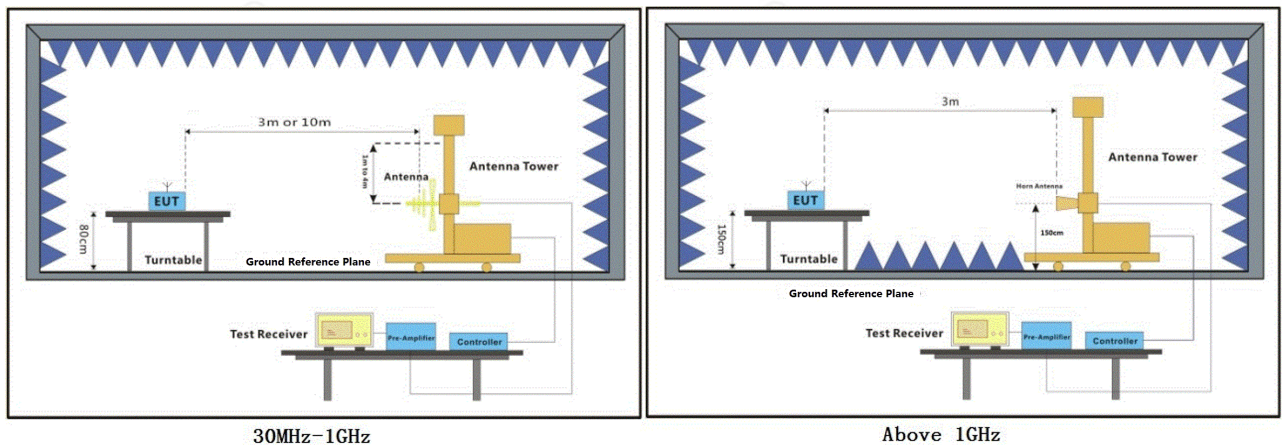 3m or 10m
1m to 4m
Antenna
Antenna Tower
EUT
80cm
Turntable
Ground Reference Plane
Test Receiver
Pre-Amplifier
Controller
30MHz-1GHz
3m
Antenna Tower
Horn Antenna
EUT
150cm
150cm
Turntable
Ground Reference Plane
Test Receiver
Pre-Amplifier
Controller
Above 1GHz